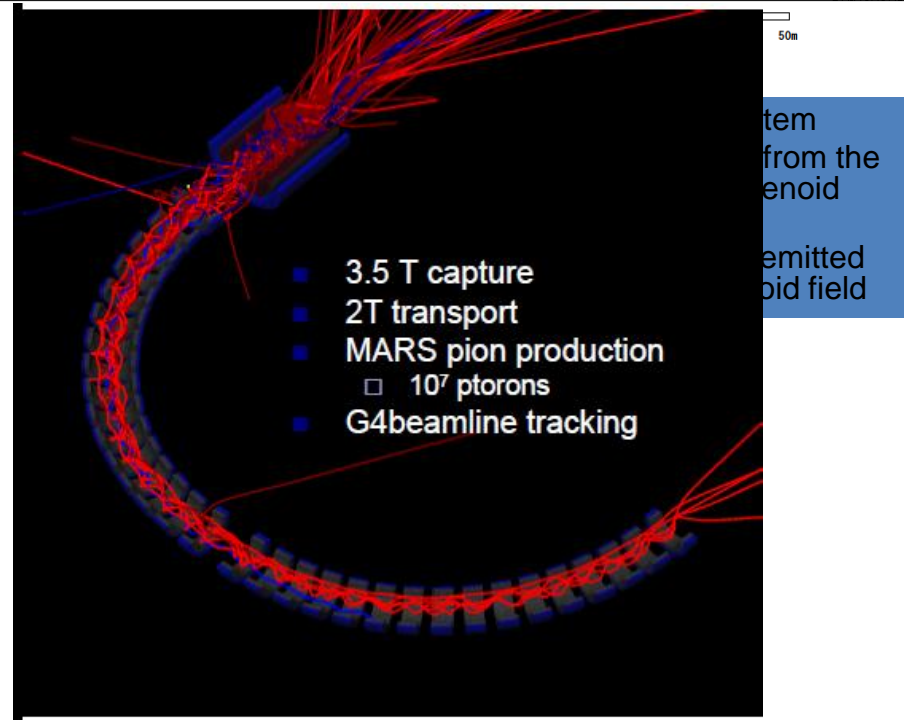 50m
tem
from the
enoid
emitted
oid field
3.5 T capture
2T transport
MARS pion production
10⁷ ptorons
G4beamline tracking